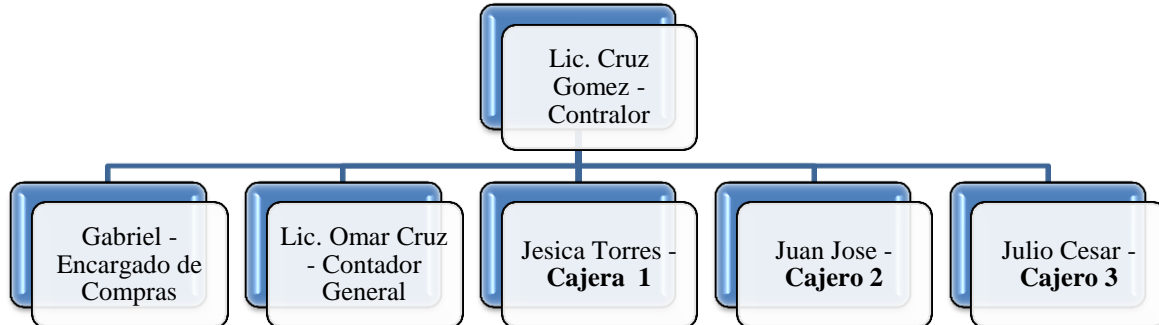 Lic. Cruz
Gomez -
Contralor
Gabriel -
Encargado de
Compras
Lic. Omar Cruz
- Contador
General
Jesica Torres -
Cajera 1
Juan Jose -
Cajero 2
Julio Cesar -
Cajero 3